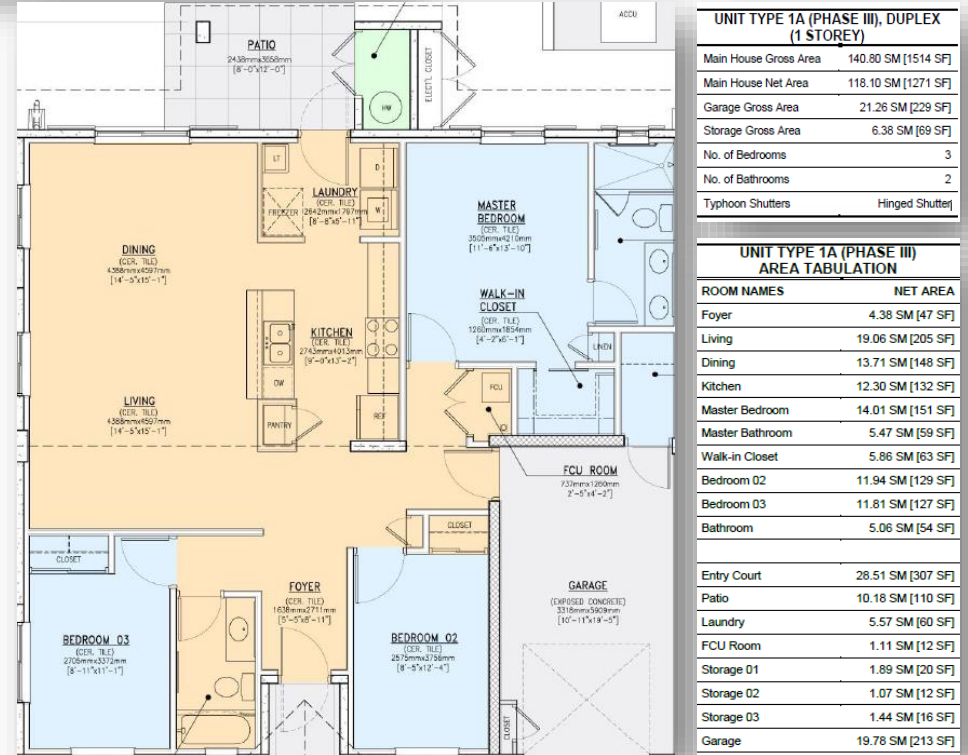 ACCU
PATIO
2438mmx3658mm
[8'-0"x12'-0"]
ELECT'L CLOSET
HW
LT
FREEZER
LAUNDRY
(CER. TILE)
2642mmx1797mm
[8'-8"x5'-11"]
D
W
MASTER
BEDROOM
(CER. TILE)
3505mmx4210mm
[11'-6"x13'-10"]
DINING
(CER. TILE)
4388mmx4597mm
[14'-5"x15'-1"]
WALK-IN
CLOSET
(CER. TILE)
1260mmx1854mm
[4'-2"x6'-1"]
KITCHEN
(CER. TILE)
2743mmx4013mm
[9'-0"x13'-2"]
LINEN
DW
FCU
LIVING
(CER. TILE)
4388mmx4597mm
[14'-5"x15'-1"]
PANTRY
REF
FCU ROOM
737mmx1260mm
2'-5"x4'-2"]
CLOSET
CLOSET
FOYER
(CER. TILE)
1638mmx2711mm
[5'-5"x8'-11"]
GARAGE
(EXPOSED CONCRETE)
3318mmx5909mm
[10'-11"x19'-5"]
BEDROOM 03
(CER. TILE)
2705mmx3372mm
[8'-11"x11'-1"]
BEDROOM 02
(CER. TILE)
2575mmx3756mm
[8'-5"x12'-4"]
CLOSET
UNIT TYPE 1A (PHASE III), DUPLEX
(1 STOREY)
Main House Gross Area 140.80 SM [1514 SF]
Main House Net Area 118.10 SM [1271 SF]
Garage Gross Area 21.26 SM [229 SF]
Storage Gross Area 6.38 SM [69 SF]
No. of Bedrooms 3
No. of Bathrooms 2
Typhoon Shutters Hinged Shutter
UNIT TYPE 1A (PHASE III)
AREA TABULATION
ROOM NAMES NET AREA
Foyer 4.38 SM [47 SF]
Living 19.06 SM [205 SF]
Dining 13.71 SM [148 SF]
Kitchen 12.30 SM [132 SF]
Master Bedroom 14.01 SM [151 SF]
Master Bathroom 5.47 SM [59 SF]
Walk-in Closet 5.86 SM [63 SF]
Bedroom 02 11.94 SM [129 SF]
Bedroom 03 11.81 SM [127 SF]
Bathroom 5.06 SM [54 SF]
Entry Court 28.51 SM [307 SF]
Patio 10.18 SM [110 SF]
Laundry 5.57 SM [60 SF]
FCU Room 1.11 SM [12 SF]
Storage 01 1.89 SM [20 SF]
Storage 02 1.07 SM [12 SF]
Storage 03 1.44 SM [16 SF]
Garage 19.78 SM [213 SF]